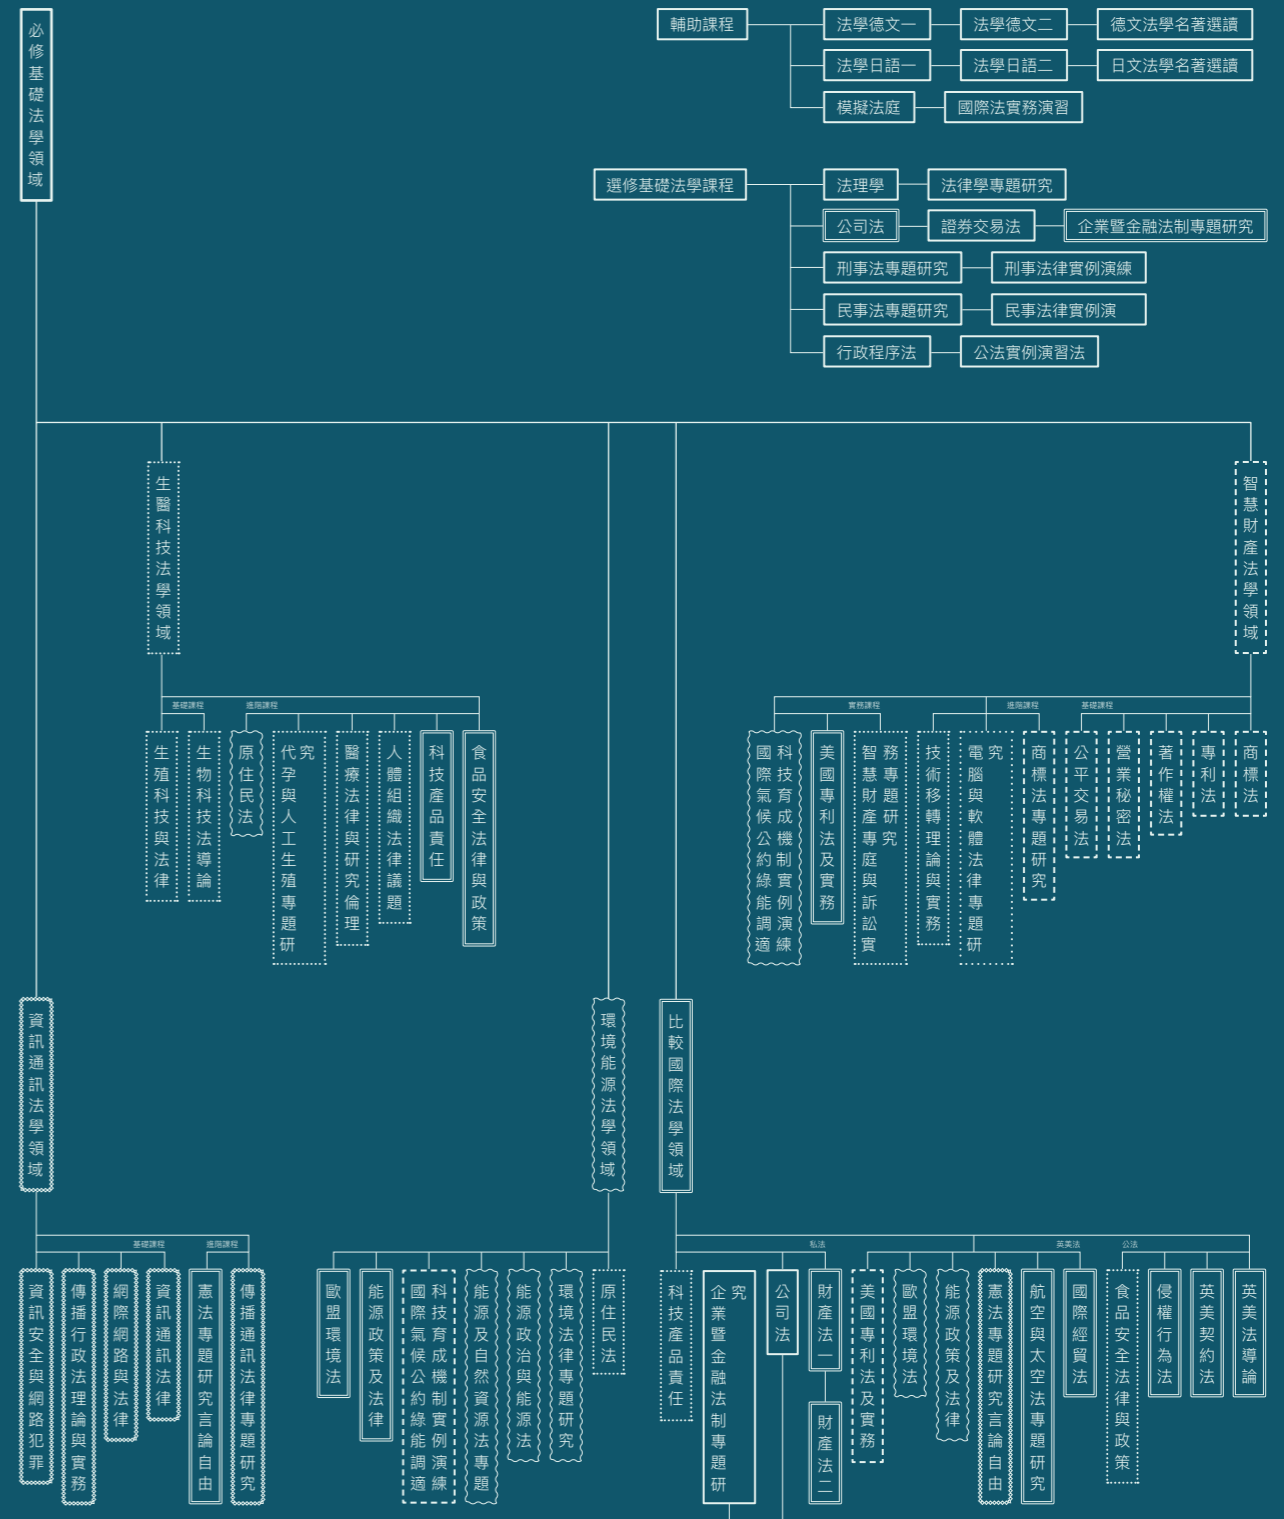 必修基礎法學領域
輔助課程
法學德文一
法學德文二
德文法學名著選讀
法學日語一
法學日語二
日文法學名著選讀
模擬法庭
國際法實務演習
選修基礎法學課程
法理學
法律學專題研究
公司法
證券交易法
企業暨金融法制專題研究
刑事法專題研究
刑事法律實例演練
民事法專題研究
民事法律實例演
行政程序法
公法實例演習法
生醫科技法學領域
基礎課程
進階課程
生殖科技與法律
生物科技法導論
原住民法
代孕與人工生殖專題研
究
醫療法律與研究倫理
人體組織法律議題
科技產品責任
食品安全法律與政策
智慧財產法學領域
實務課程
進階課程
基礎課程
國際氣候公約綠能調適
科技育成機制實例演練
美國專利法及實務
智慧財產專庭與訴訟實
務專題研究
技術移轉理論與實務
電腦與軟體法律專題研
究
商標法專題研究
公平交易法
營業秘密法
著作權法
專利法
商標法
資訊通訊法學領域
基礎課程
進階課程
資訊安全與網路犯罪
傳播行政法理論與實務
網際網路與法律
資訊通訊法律
憲法專題研究言論自由
傳播通訊法律專題研究
環境能源法學領域
歐盟環境法
能源政策及法律
國際氣候公約綠能調適
科技育成機制實例演練
能源及自然資源法專題
能源政治與能源法
環境法律專題研究
原住民法
比較國際法學領域
私法
英美法
公法
科技產品責任
企業暨金融法制專題研
究
公司法
財產法一
財產法二
美國專利法及實務
歐盟環境法
能源政策及法律
憲法專題研究言論自由
航空與太空法專題研究
國際經貿法
食品安全法律與政策
侵權行為法
英美契約法
英美法導論